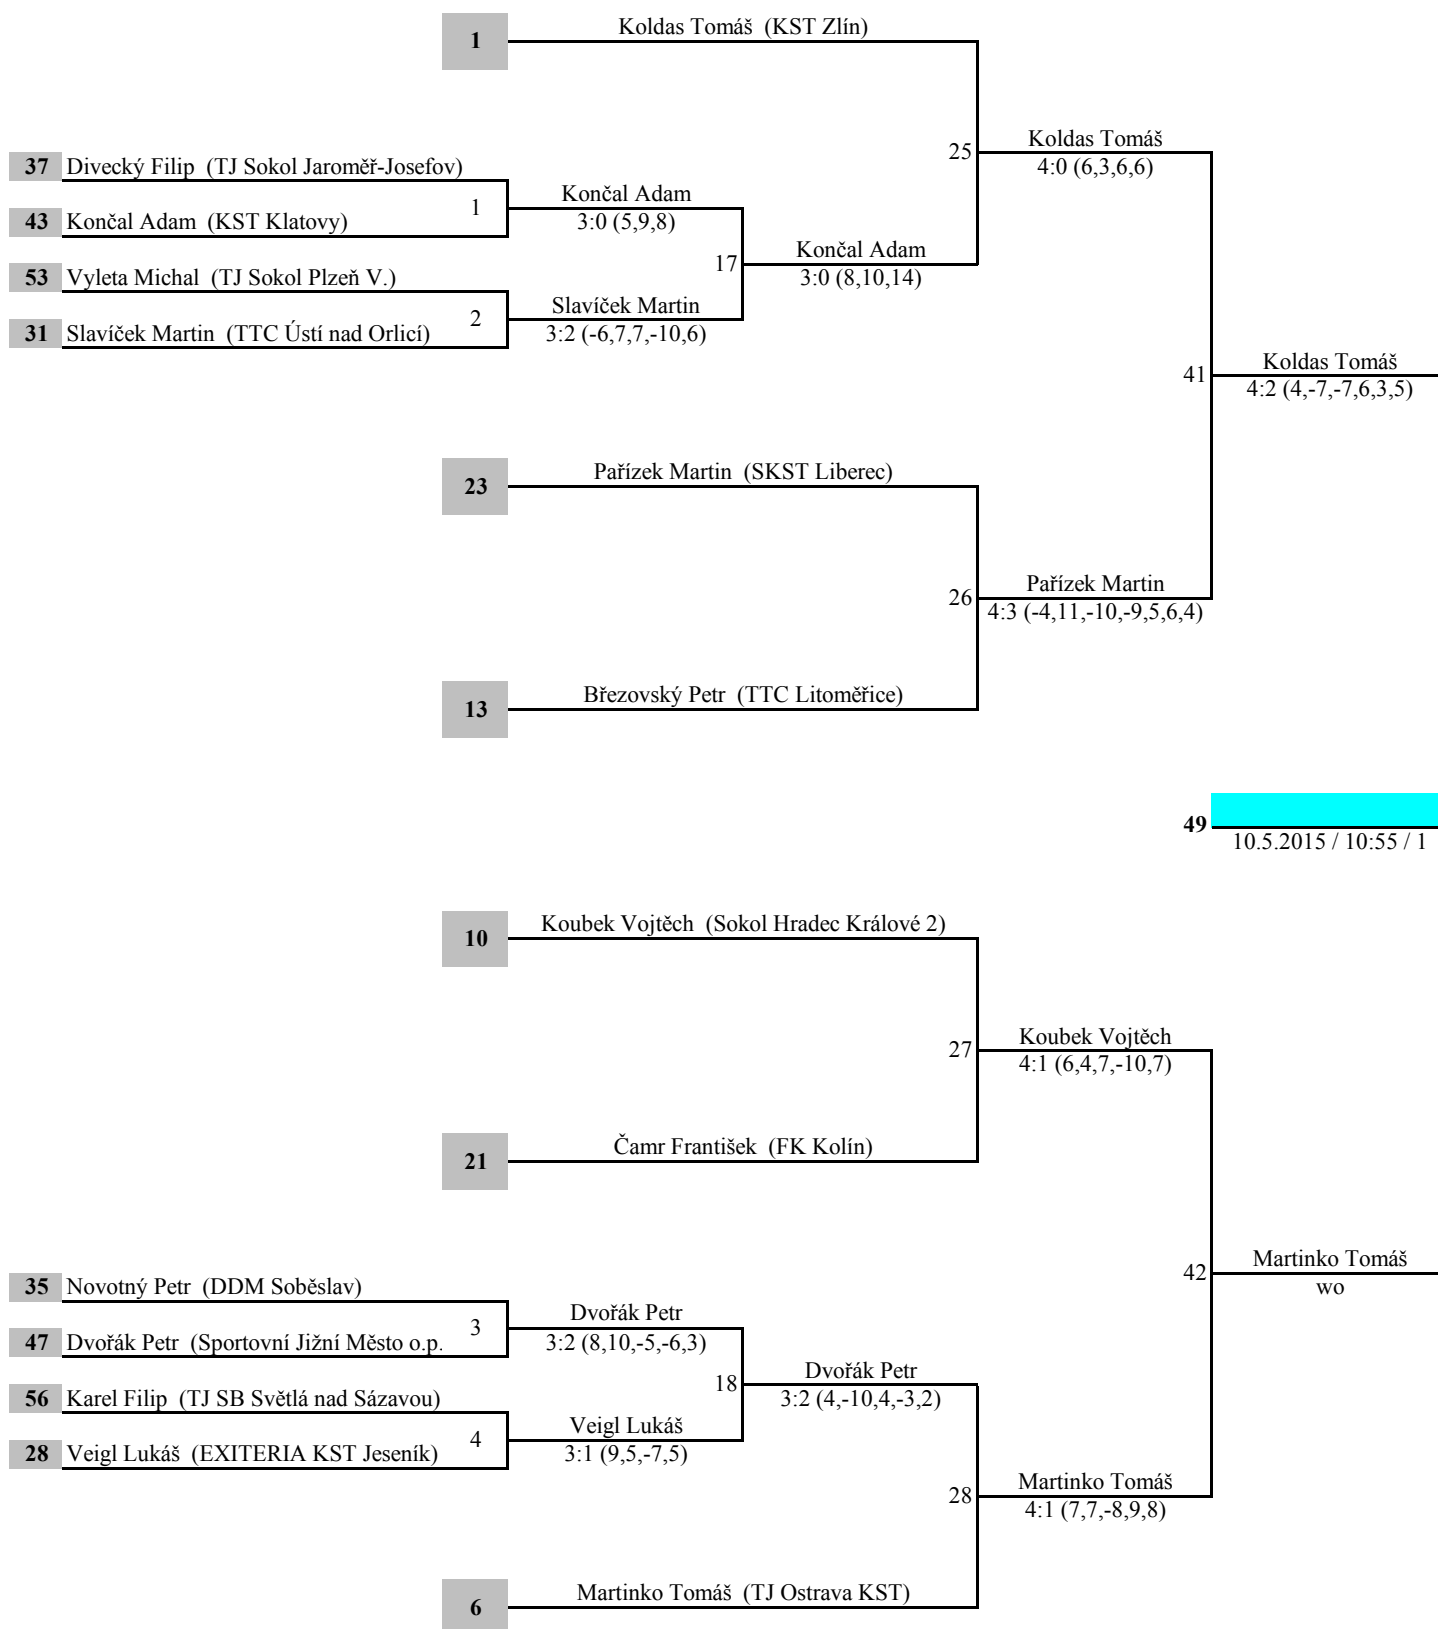 1
Koldas Tomáš (KST Zlín)
25
Koldas Tomáš
4:0 (6,3,6,6)
37 Divecký Filip (TJ Sokol Jaroměř-Josefov)
1
Končal Adam
3:0 (5,9,8)
43 Končal Adam (KST Klatovy)
17
Končal Adam
3:0 (8,10,14)
53 Vyleta Michal (TJ Sokol Plzeň V.)
2
Slavíček Martin
3:2 (-6,7,7,-10,6)
31 Slavíček Martin (TTC Ústí nad Orlicí)
41
Koldas Tomáš
4:2 (4,-7,-7,6,3,5)
23
Pařízek Martin (SKST Liberec)
26
Pařízek Martin
4:3 (-4,11,-10,-9,5,6,4)
13
Březovský Petr (TTC Litoměřice)
49
10.5.2015 / 10:55 / 1
10
Koubek Vojtěch (Sokol Hradec Králové 2)
27
Koubek Vojtěch
4:1 (6,4,7,-10,7)
21
Čamr František (FK Kolín)
42
Martinko Tomáš
wo
35 Novotný Petr (DDM Soběslav)
3
Dvořák Petr
3:2 (8,10,-5,-6,3)
47 Dvořák Petr (Sportovní Jižní Město o.p.
18
Dvořák Petr
3:2 (4,-10,4,-3,2)
56 Karel Filip (TJ SB Světlá nad Sázavou)
4
Veigl Lukáš
3:1 (9,5,-7,5)
28 Veigl Lukáš (EXITERIA KST Jeseník)
28
Martinko Tomáš
4:1 (7,7,-8,9,8)
6
Martinko Tomáš (TJ Ostrava KST)